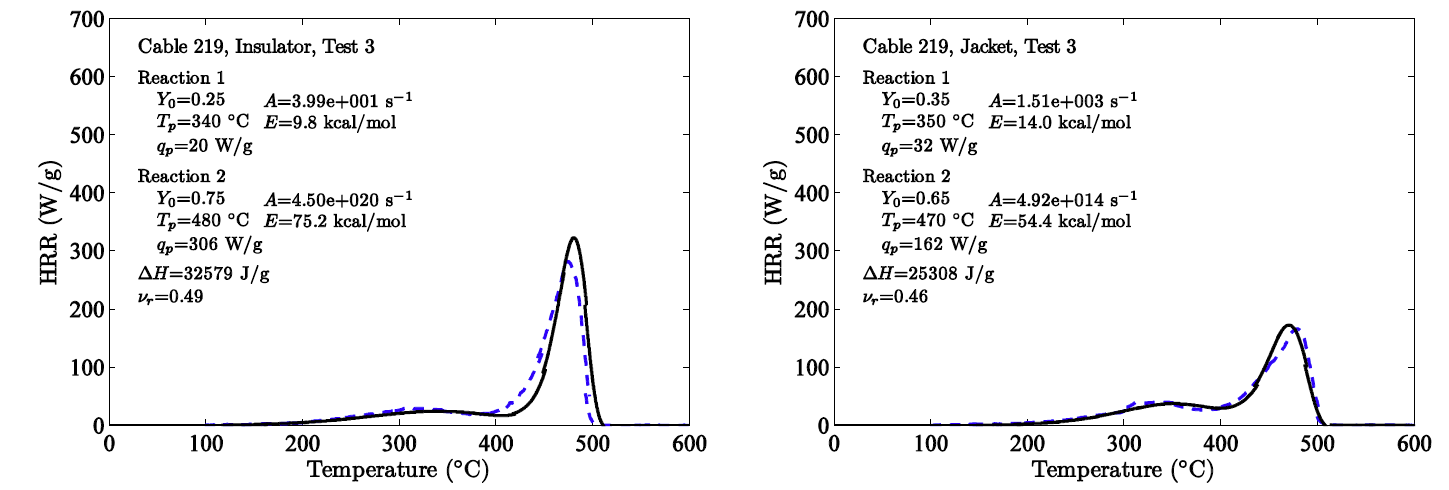 700
600
500
400
300
200
100
0
HRR (W/g)
Cable 219, Insulator, Test 3
Reaction 1
Y₀=0.25 A=3.99e+001 s⁻¹
Tₚ=340 °C E=9.8 kcal/mol
qₚ=20 W/g
Reaction 2
Y₀=0.75 A=4.50e+020 s⁻¹
Tₚ=480 °C E=75.2 kcal/mol
qₚ=306 W/g
ΔH=32579 J/g
νᵣ=0.49
0 100 200 300 400 500 600
Temperature (°C)
700
600
500
400
300
200
100
0
HRR (W/g)
Cable 219, Jacket, Test 3
Reaction 1
Y₀=0.35 A=1.51e+003 s⁻¹
Tₚ=350 °C E=14.0 kcal/mol
qₚ=32 W/g
Reaction 2
Y₀=0.65 A=4.92e+014 s⁻¹
Tₚ=470 °C E=54.4 kcal/mol
qₚ=162 W/g
ΔH=25308 J/g
νᵣ=0.46
0 100 200 300 400 500 600
Temperature (°C)